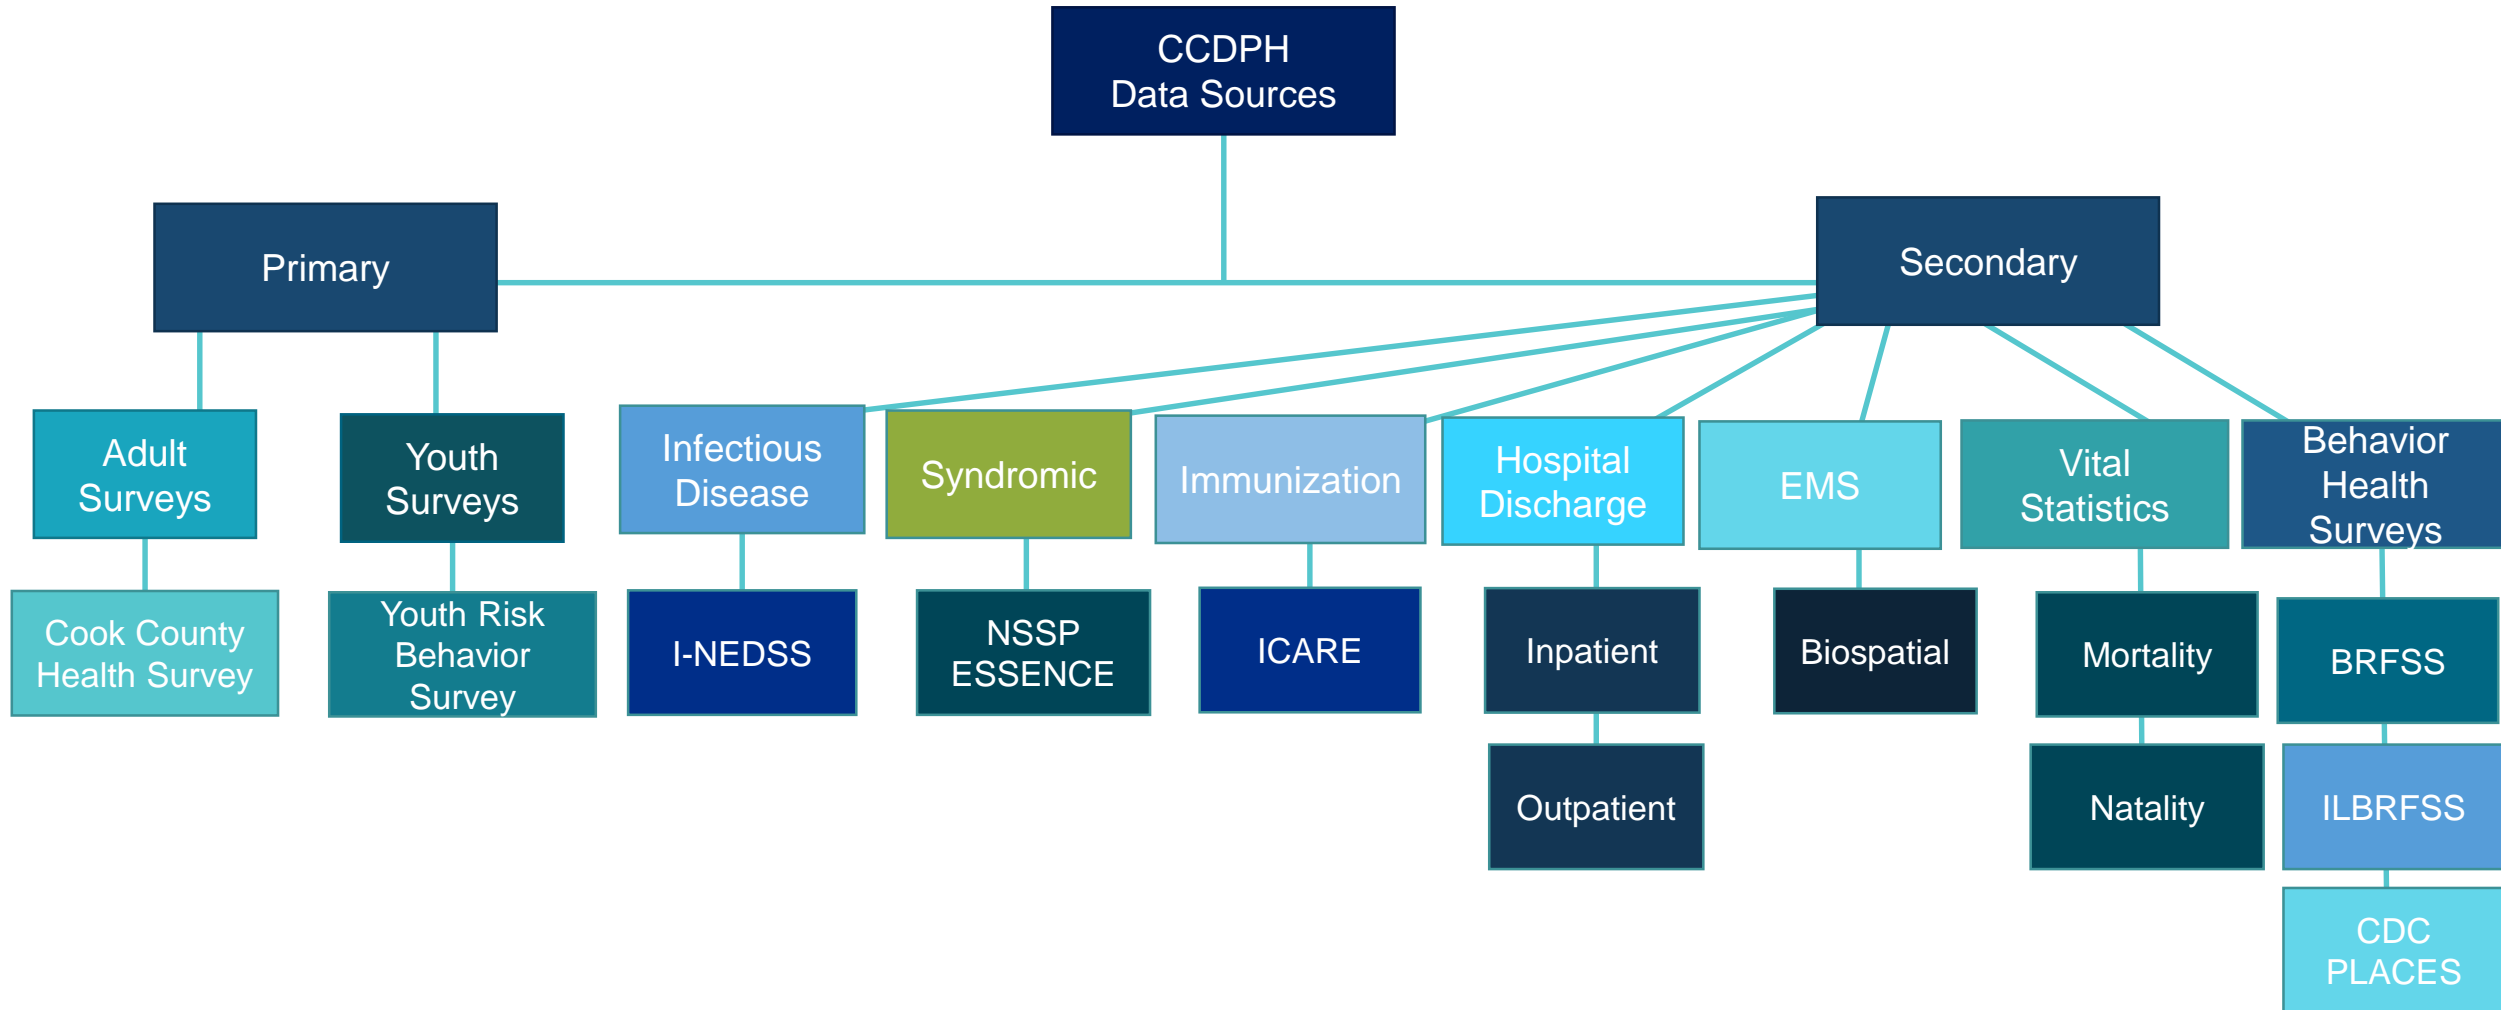 CCDPH
Data Sources
Primary
Secondary
Adult
Surveys
Youth
Surveys
Infectious
Disease
Syndromic
Immunization
Hospital
Discharge
EMS
Vital
Statistics
Behavior
Health
Surveys
Cook County
Health Survey
Youth Risk
Behavior
Survey
I-NEDSS
NSSP
ESSENCE
ICARE
Inpatient
Biospatial
Mortality
BRFSS
Outpatient
Natality
ILBRFSS
CDC
PLACES